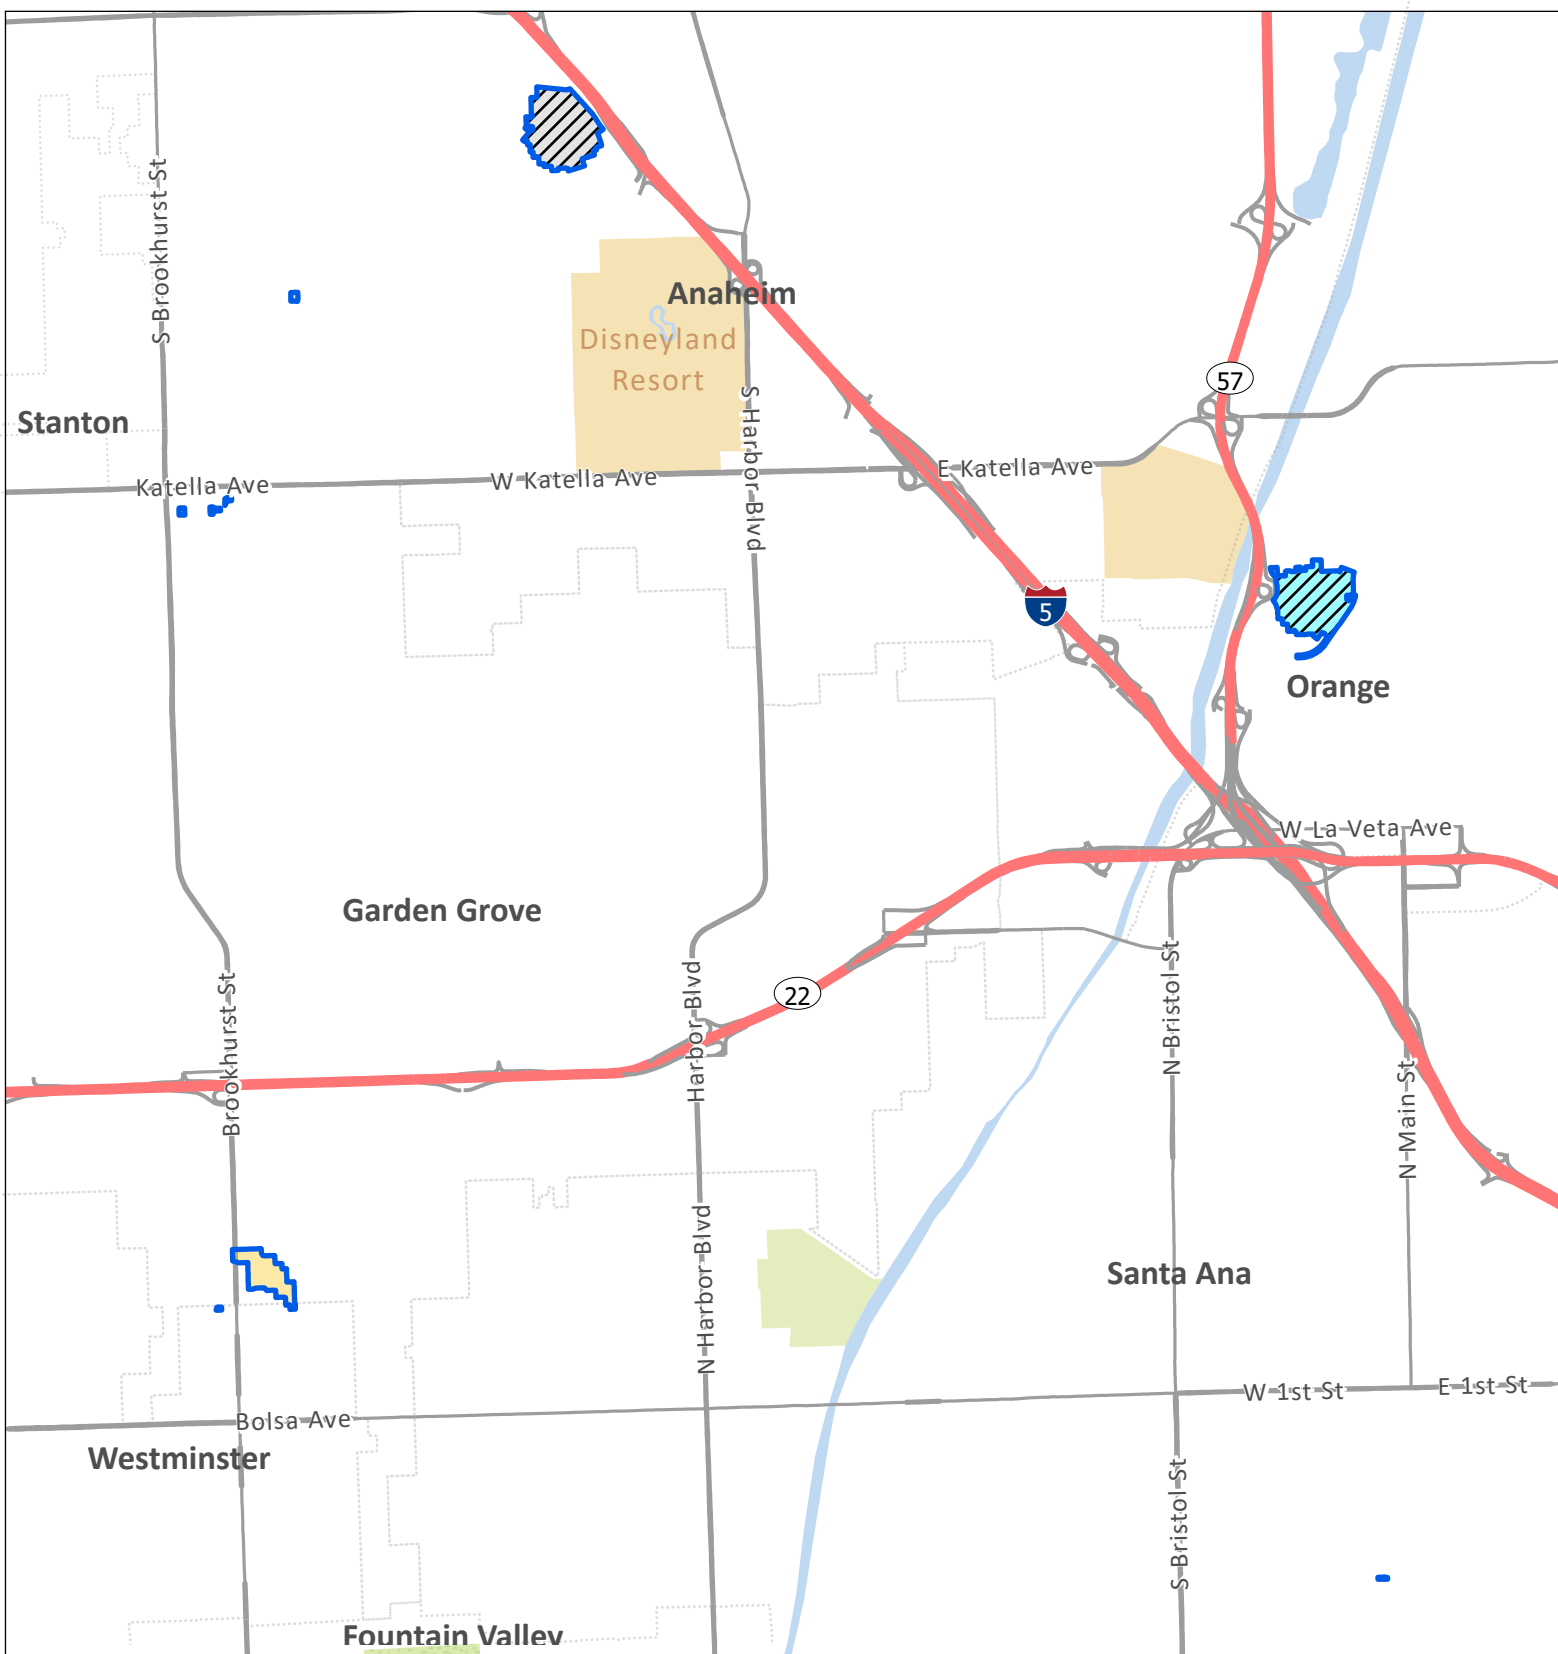 S Brookhurst St
Anaheim
Disneyland
Resort
57
Stanton
S Harbor Blvd
Katella Ave
W Katella Ave
E Katella Ave
5
Orange
W La Veta Ave
Garden Grove
22
Brookhurst St
Harbor Blvd
N Bristol St
N Main St
N Harbor Blvd
Santa Ana
W 1st St
E 1st St
Bolsa Ave
Westminster
S Bristol St
Fountain Valley